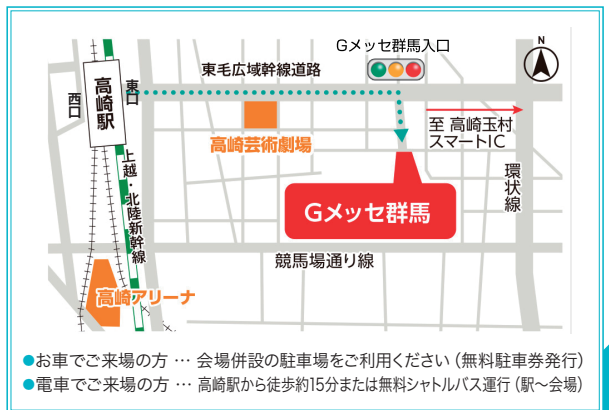 Gメッセ群馬入口
N
東毛広域幹線道路
高崎駅
西口
東口
高崎芸術劇場
至 高崎玉村
スマートIC
環状線
Gメッセ群馬
上越・北陸新幹線
競馬場通り線
高崎アリーナ
●お車でご来場の方 … 会場併設の駐車場をご利用ください（無料駐車券発行）
●電車でご来場の方 … 高崎駅から徒歩約15分または無料シャトルバス運行（駅～会場）